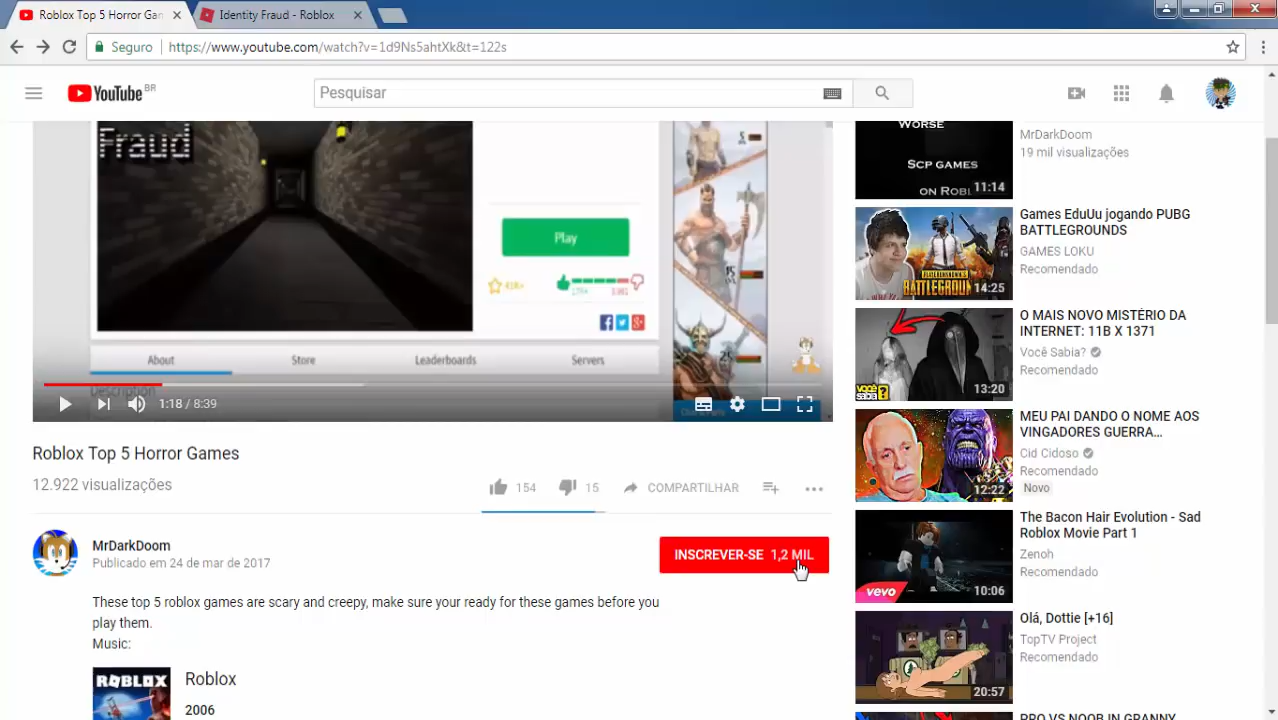 Roblox Top 5 Horror Gam
Identity Fraud - Roblox
Seguro
https://www.youtube.com/watch?v=1d9Ns5ahtXk&t=122s
YouTube BR
Pesquisar
Fraud
Play
About
Store
Leaderboards
Servers
Description
1:18 / 8:39
Roblox Top 5 Horror Games
12.922 visualizações
154
15
COMPARTILHAR
MrDarkDoom
Publicado em 24 de mar de 2017
INSCREVER-SE 1,2 MIL
These top 5 roblox games are scary and creepy, make sure your ready for these games before you
play them.
Music:
ROBLOX
Roblox
2006
WORSE
SCP GAMES
ON ROBL
11:14
MrDarkDoom
19 mil visualizações
BATTLEGROUN
14:25
Games EduUu jogando PUBG
BATTLEGROUNDS
GAMES LOKU
Recomendado
VOCÊ
SABIA?
13:20
O MAIS NOVO MISTÉRIO DA
INTERNET: 11B X 1371
Você Sabia?
Recomendado
12:22
MEU PAI DANDO O NOME AOS
VINGADORES GUERRA...
Cid Cidoso
Recomendado
Novo
vevo
10:06
The Bacon Hair Evolution - Sad
Roblox Movie Part 1
Zenoh
Recomendado
20:57
Olá, Dottie [+16]
TopTV Project
Recomendado
PRO VS NOOB IN GRANNY